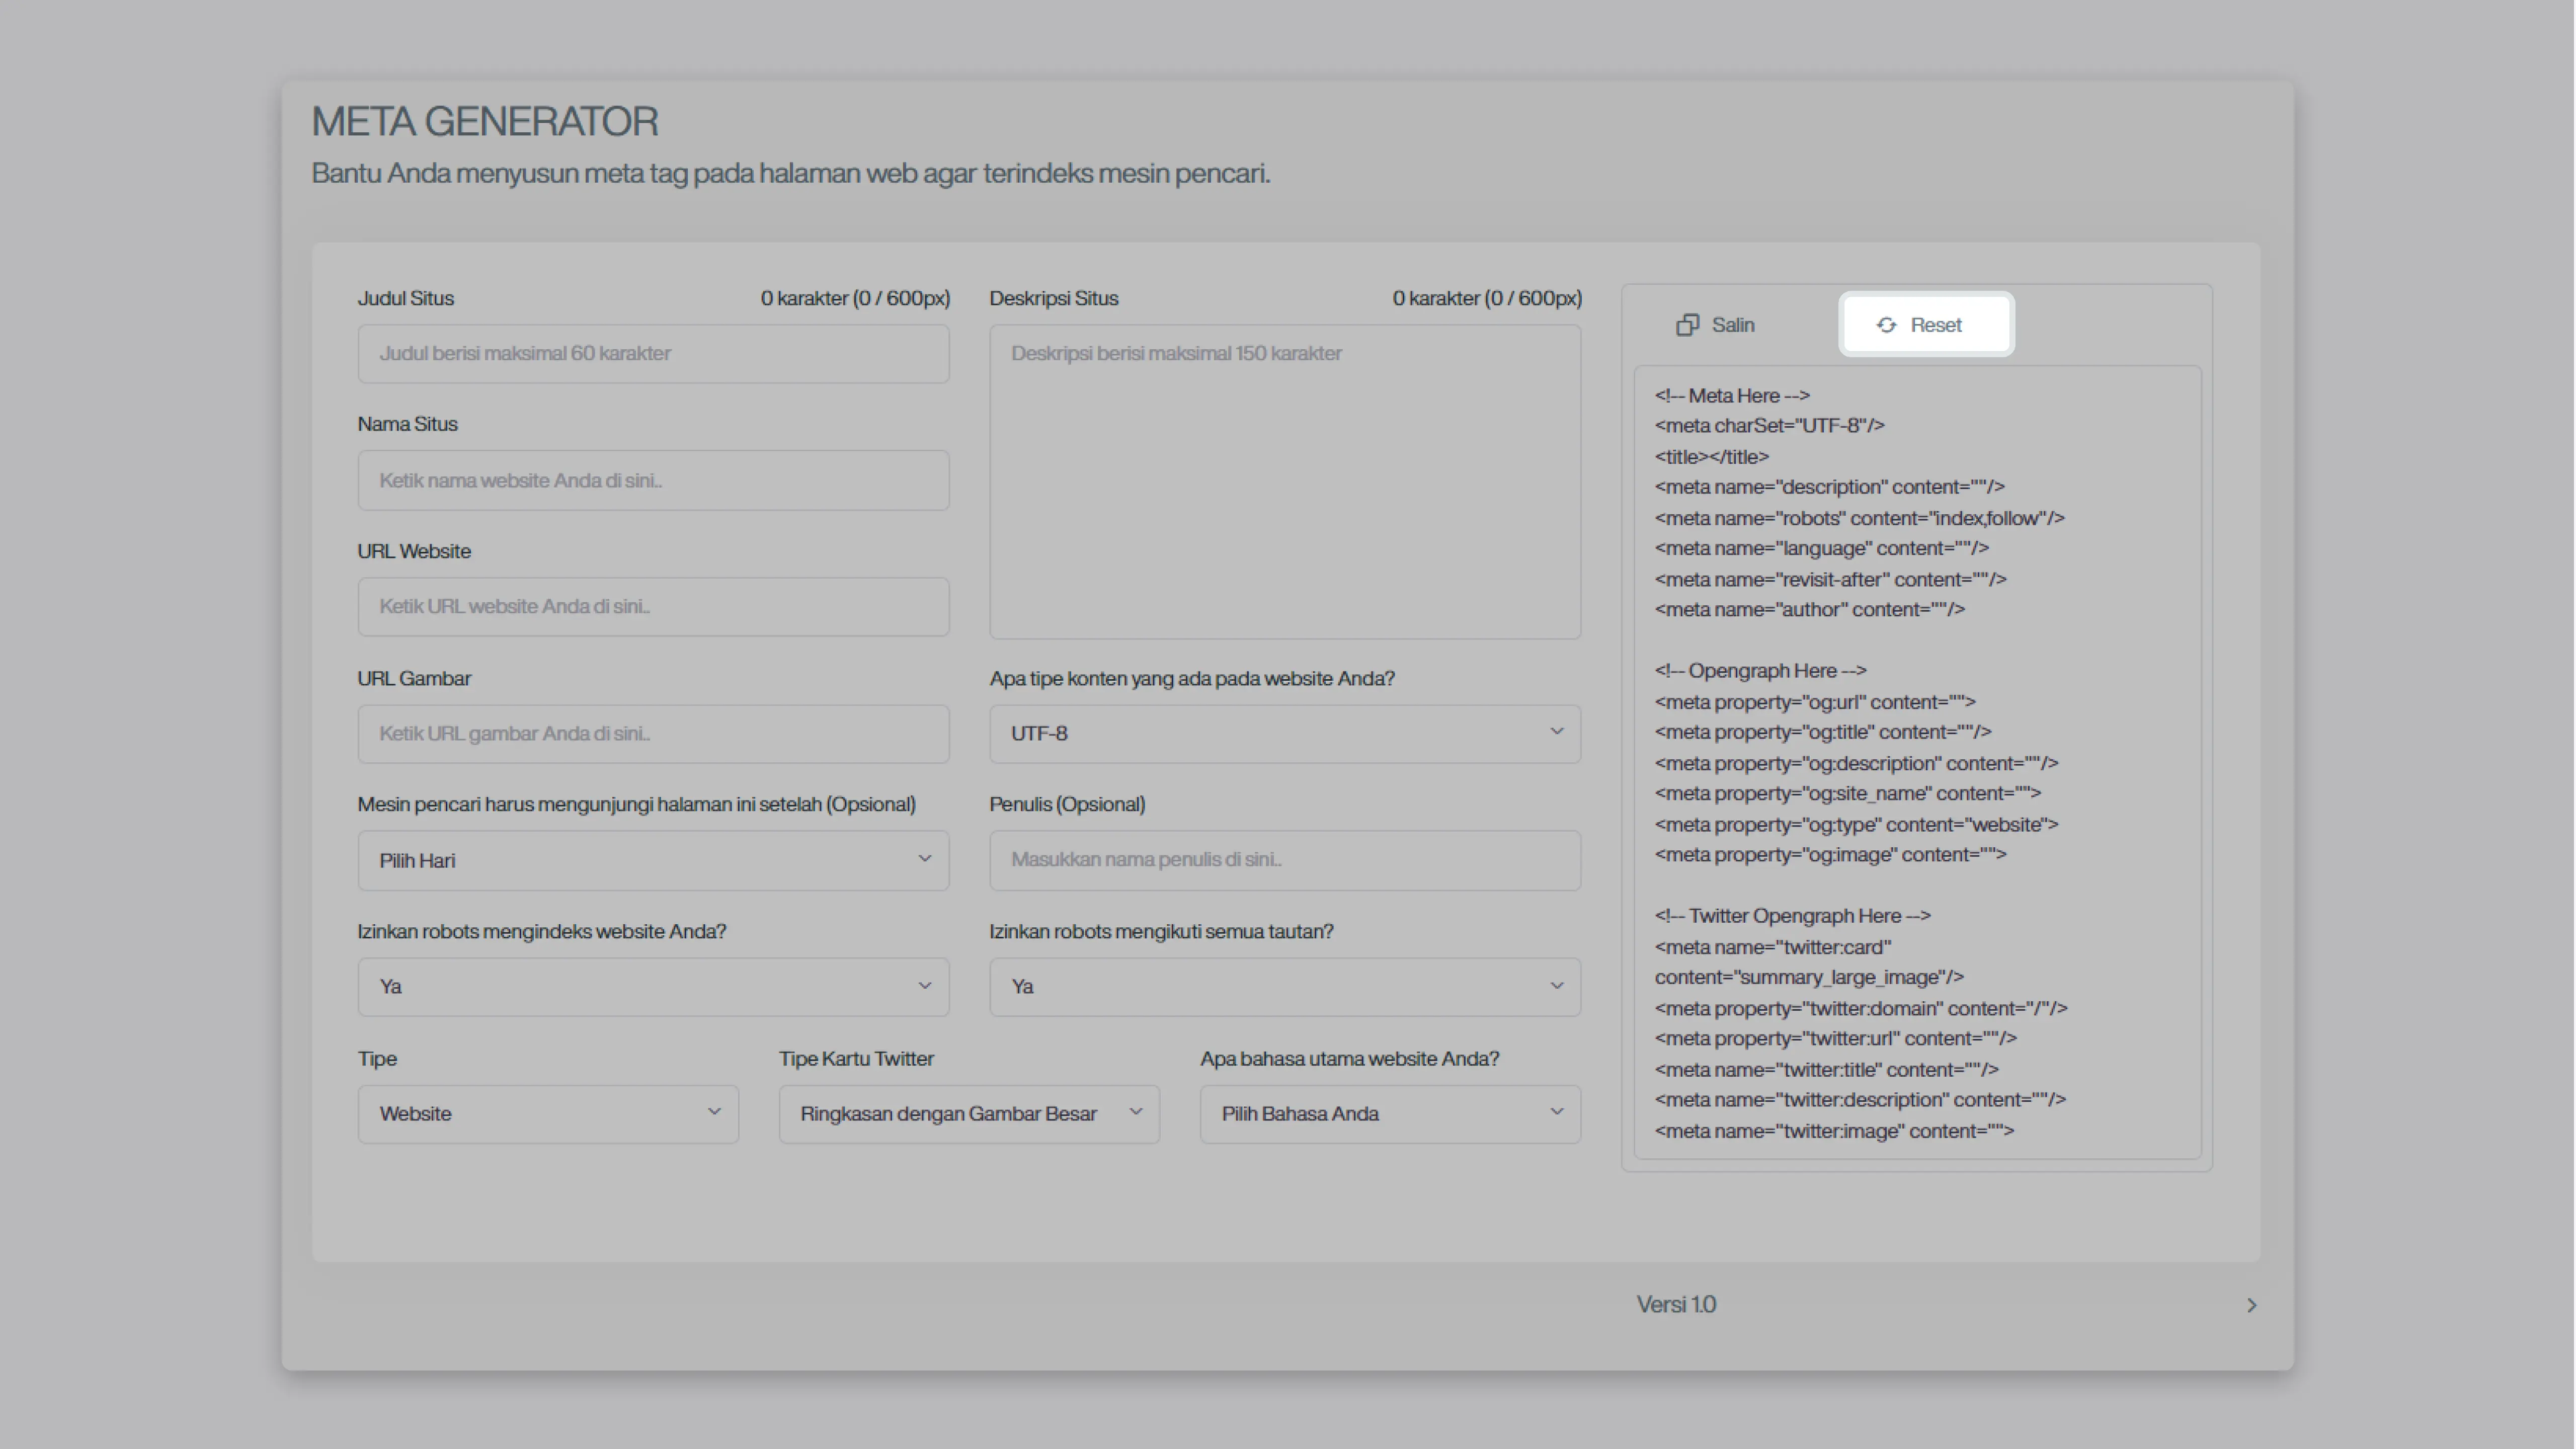 META GENERATOR
Bantu Anda menyusun meta tag pada halaman web agar terindeks mesin pencari.
Judul Situs
0 karakter (0 / 600px)
Judul berisi maksimal 60 karakter
Nama Situs
Ketik nama website Anda di sini..
URL Website
Ketik URL website Anda di sini..
URL Gambar
Ketik URL gambar Anda di sini..
Mesin pencari harus mengunjungi halaman ini setelah (Opsional)
Pilih Hari
Izinkan robots mengindeks website Anda?
Ya
Deskripsi Situs
0 karakter (0 / 600px)
Deskripsi berisi maksimal 150 karakter
Apa tipe konten yang ada pada website Anda?
UTF-8
Penulis (Opsional)
Masukkan nama penulis di sini..
Izinkan robots mengikuti semua tautan?
Ya
Tipe
Website
Tipe Kartu Twitter
Ringkasan dengan Gambar Besar
Apa bahasa utama website Anda?
Pilih Bahasa Anda
Salin
Reset
<!-- Meta Here -->
<meta charSet="UTF-8"/>
<title></title>
<meta name="description" content=""/>
<meta name="robots" content="index,follow"/>
<meta name="language" content=""/>
<meta name="revisit-after" content=""/>
<meta name="author" content=""/>
<!-- Opengraph Here -->
<meta property="og:url" content="">
<meta property="og:title" content=""/>
<meta property="og:description" content=""/>
<meta property="og:site_name" content="">
<meta property="og:type" content="website">
<meta property="og:image" content="">
<!-- Twitter Opengraph Here -->
<meta name="twitter:card"
content="summary_large_image"/>
<meta property="twitter:domain" content="/"/>
<meta property="twitter:url" content=""/>
<meta name="twitter:title" content=""/>
<meta name="twitter:description" content=""/>
<meta name="twitter:image" content="">
Versi 1.0